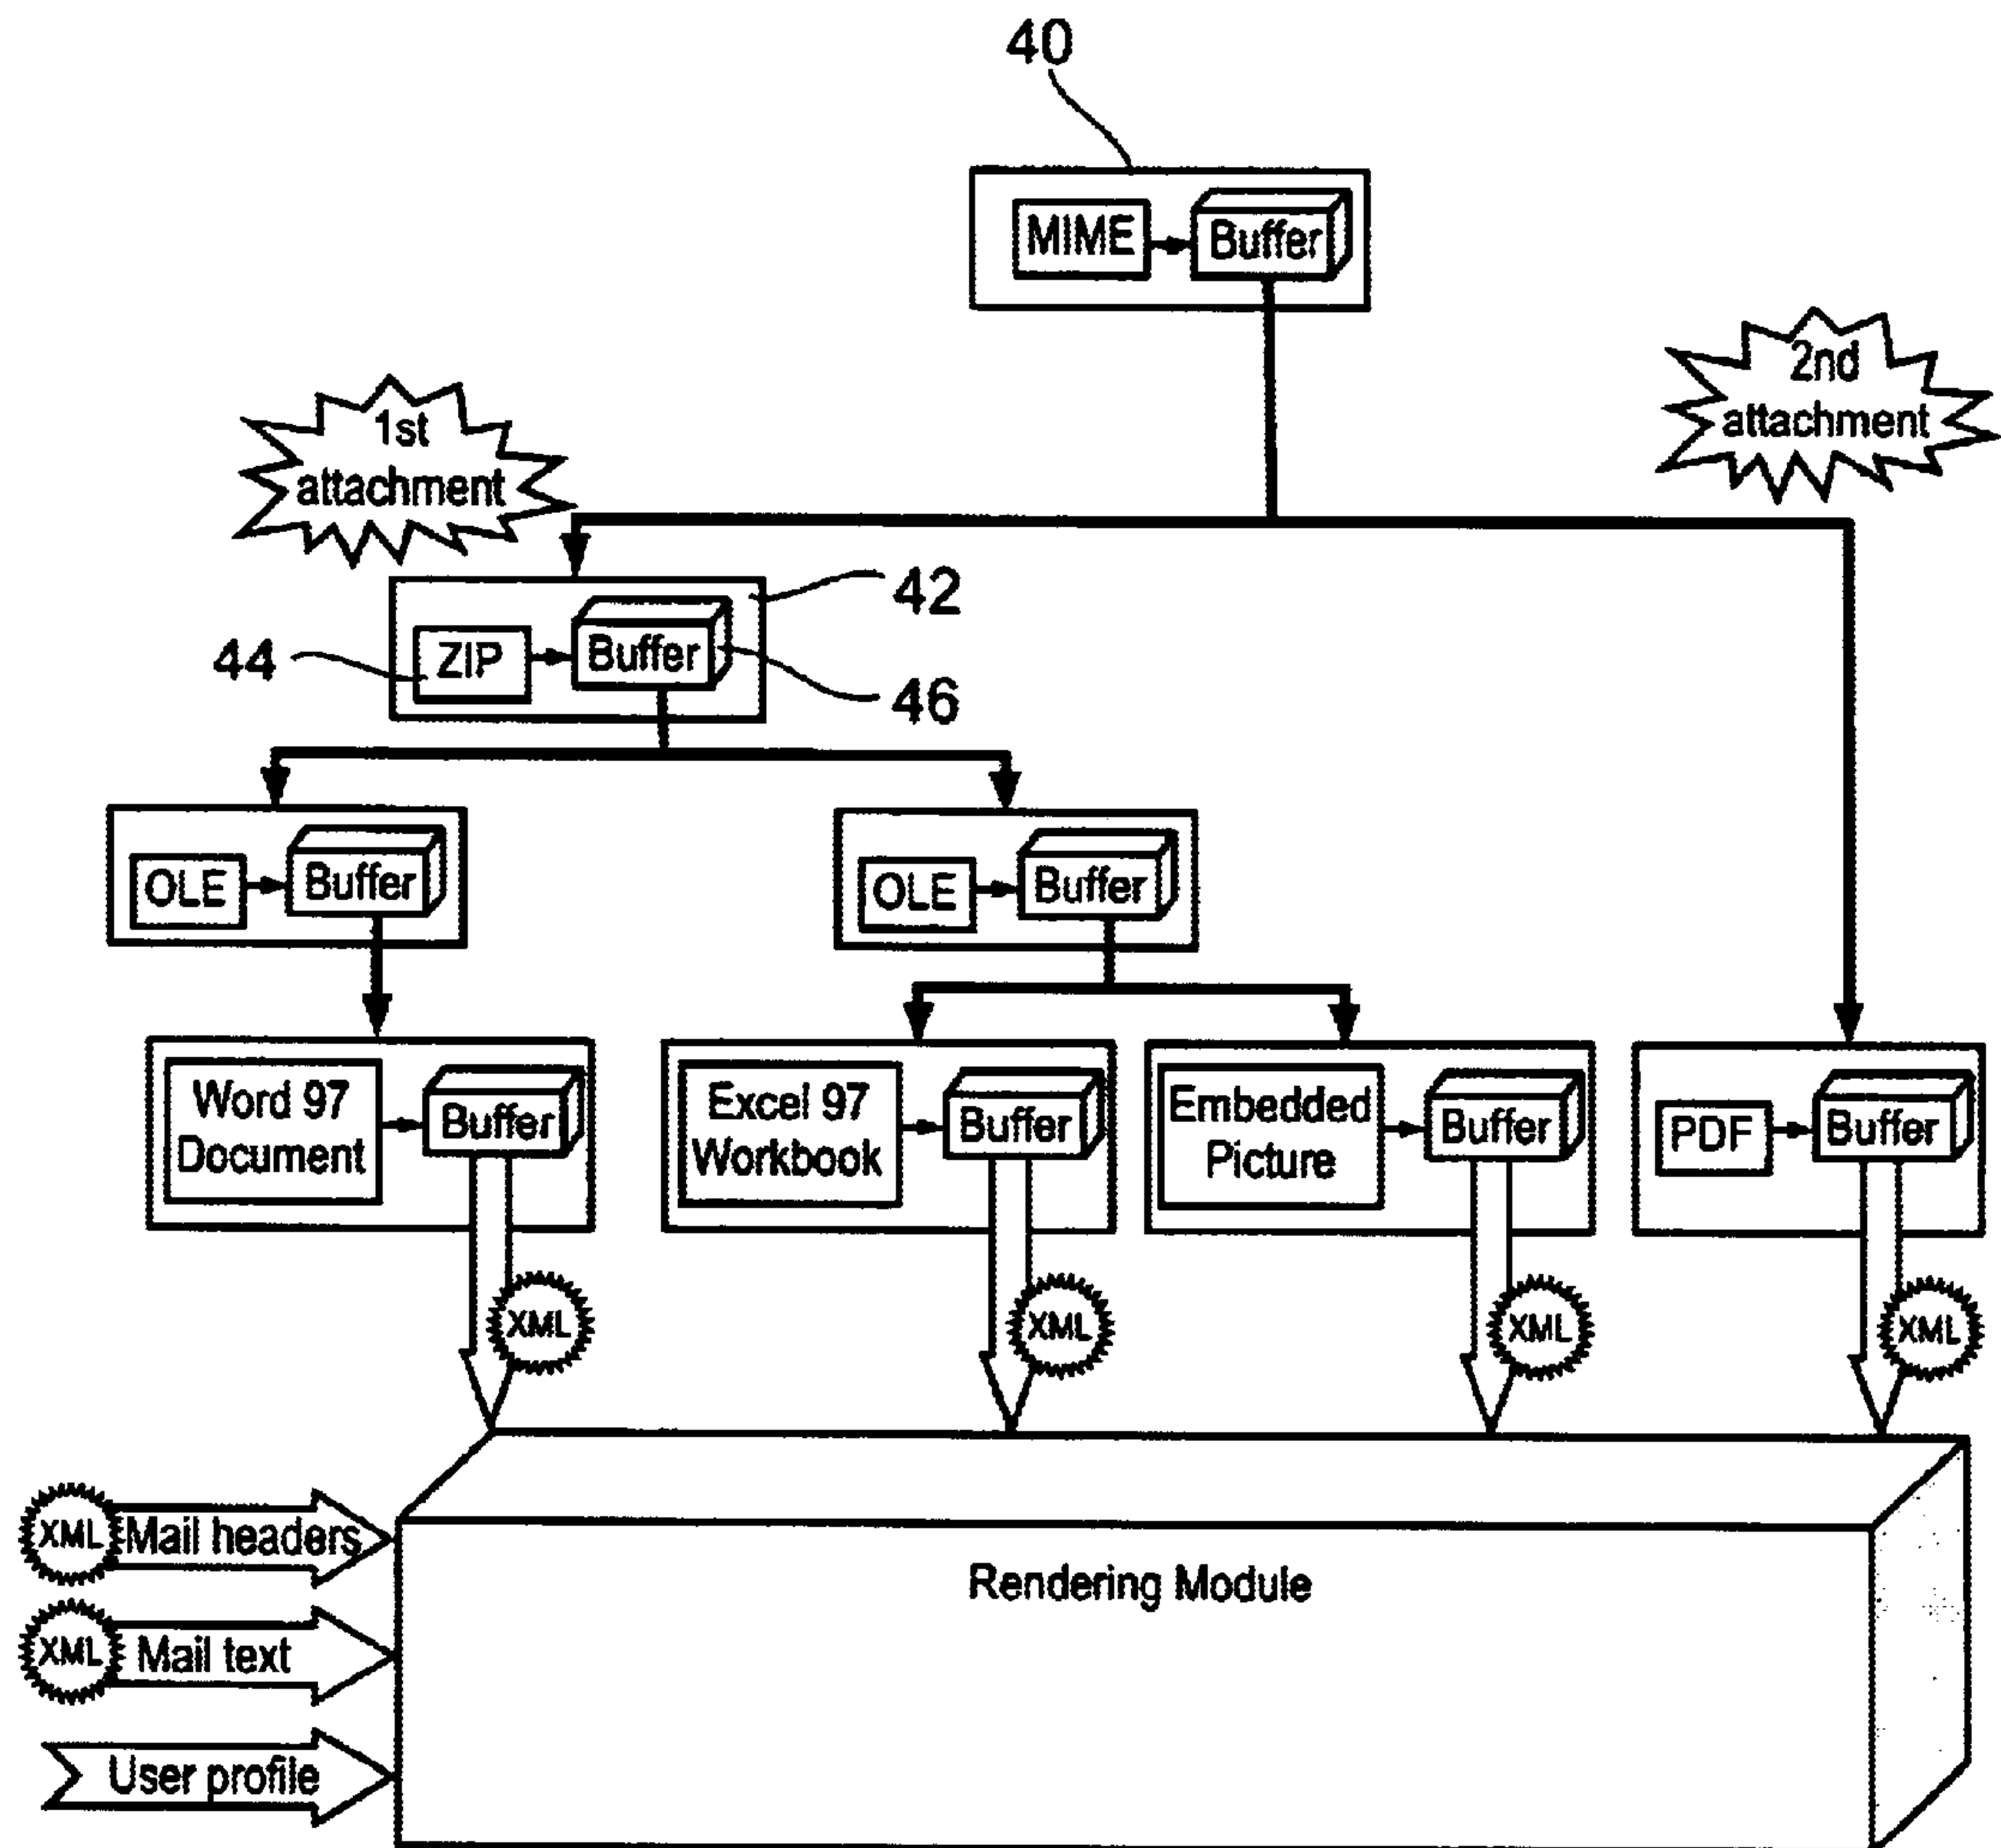 40
MIME
Buffer
1st
attachment
2nd
attachment
42
44
ZIP
Buffer
46
OLE
Buffer
OLE
Buffer
Word 97
Document
Buffer
Excel 97
Workbook
Buffer
Embedded
Picture
Buffer
PDF
Buffer
XML
XML
XML
XML
XML
Mail headers
XML
Mail text
User profile
Rendering Module